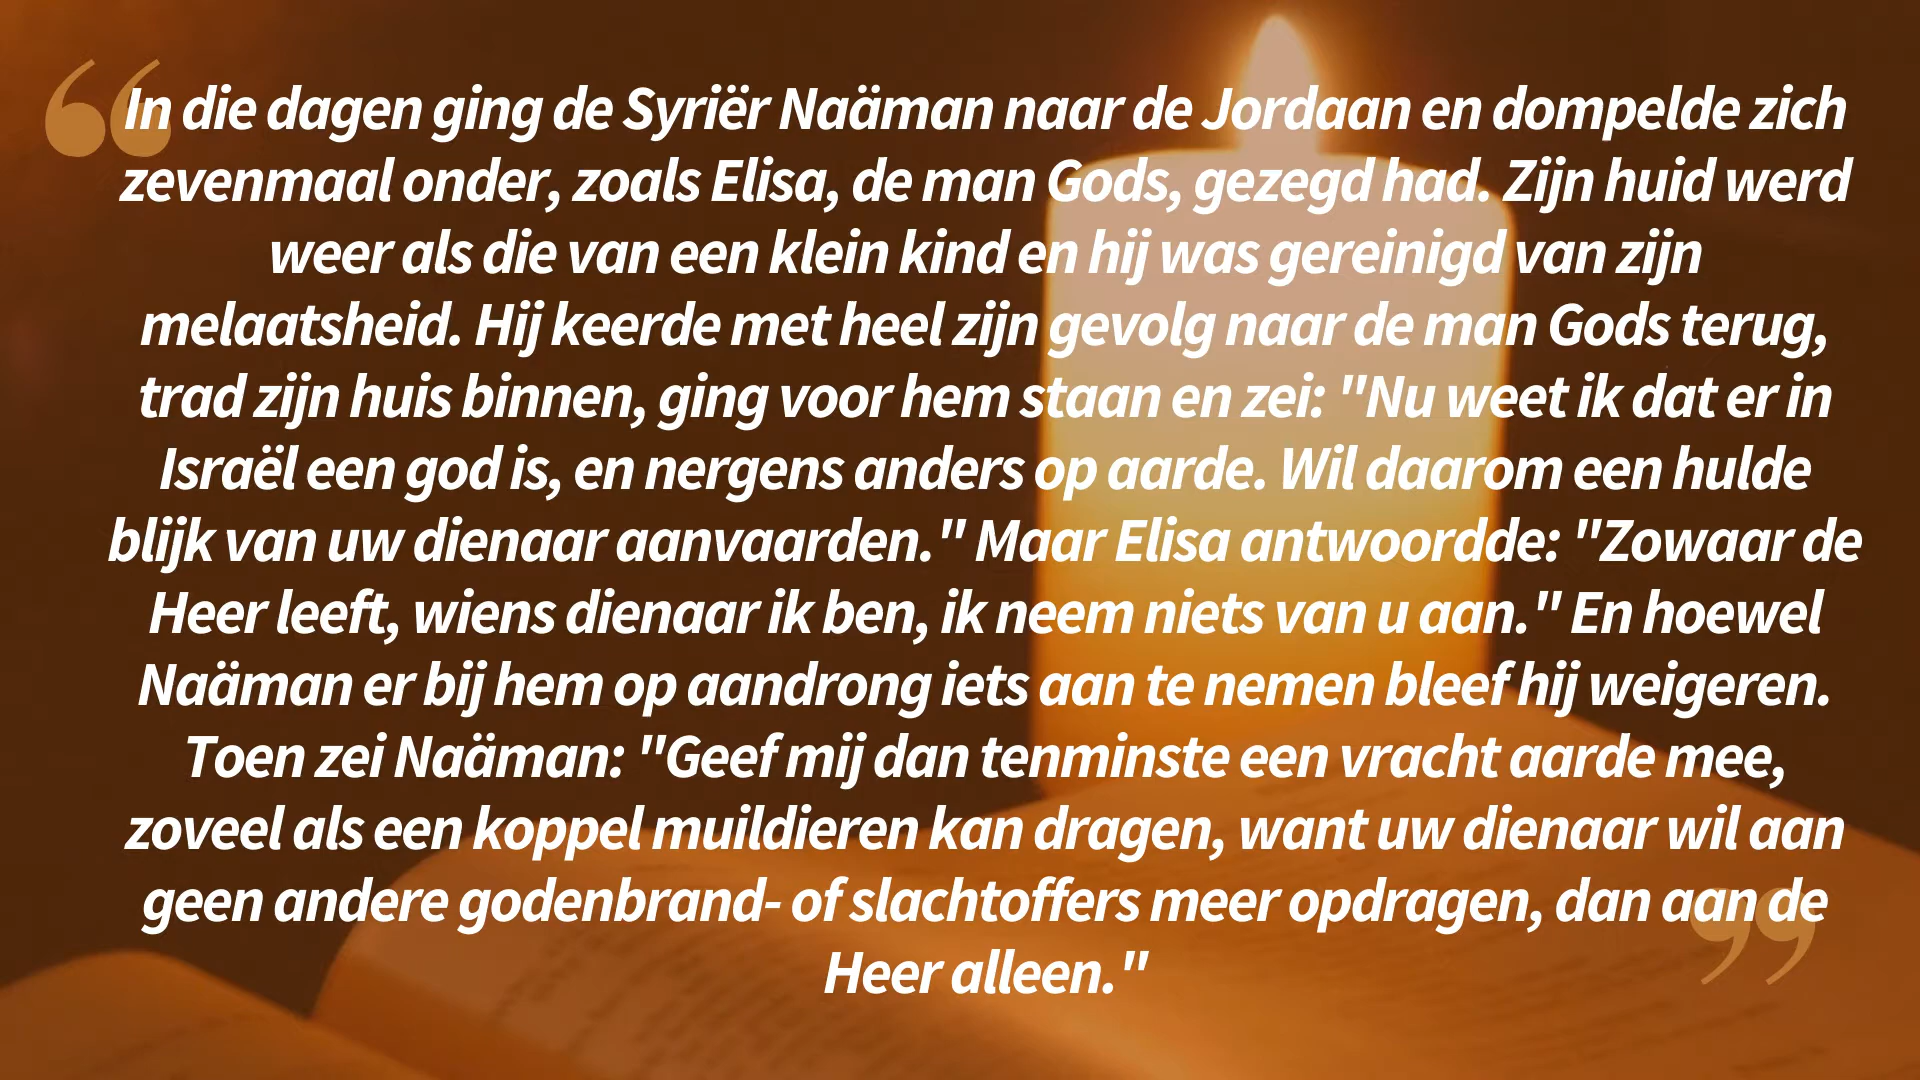 In die dagen ging de Syriër Naäman naar de Jordaan en dompelde zich
zevenmaal onder, zoals Elisa, de man Gods, gezegd had. Zijn huid werd
weer als die van een klein kind en hij was gereinigd van zijn
melaatsheid. Hij keerde met heel zijn gevolg naar de man Gods terug,
trad zijn huis binnen, ging voor hem staan en zei: "Nu weet ik dat er in
Israël een god is, en nergens anders op aarde. Wil daarom een hulde
blijk van uw dienaar aanvaarden." Maar Elisa antwoordde: "Zowaar de
Heer leeft, wiens dienaar ik ben, ik neem niets van u aan." En hoewel
Naäman er bij hem op aandrong iets aan te nemen bleef hij weigeren.
Toen zei Naäman: "Geef mij dan tenminste een vracht aarde mee,
zoveel als een koppel muildieren kan dragen, want uw dienaar wil aan
geen andere godenbrand- of slachtoffers meer opdragen, dan aan de
Heer alleen."